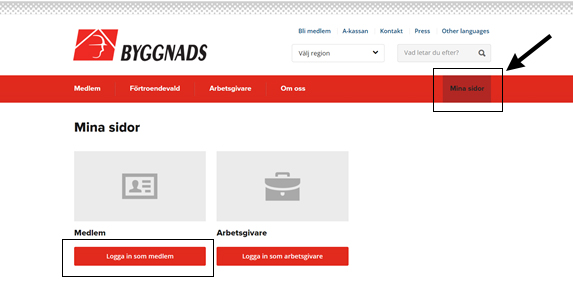 Bli medlem A-kassan Kontakt Press Other languages
BYGGNADS
Välj region Vad letar du efter?
Medlem Förtroendevald Arbetsgivare Om oss Mina sidor
Mina sidor
Medlem Arbetsgivare
Logga in som medlem Logga in som arbetsgivare